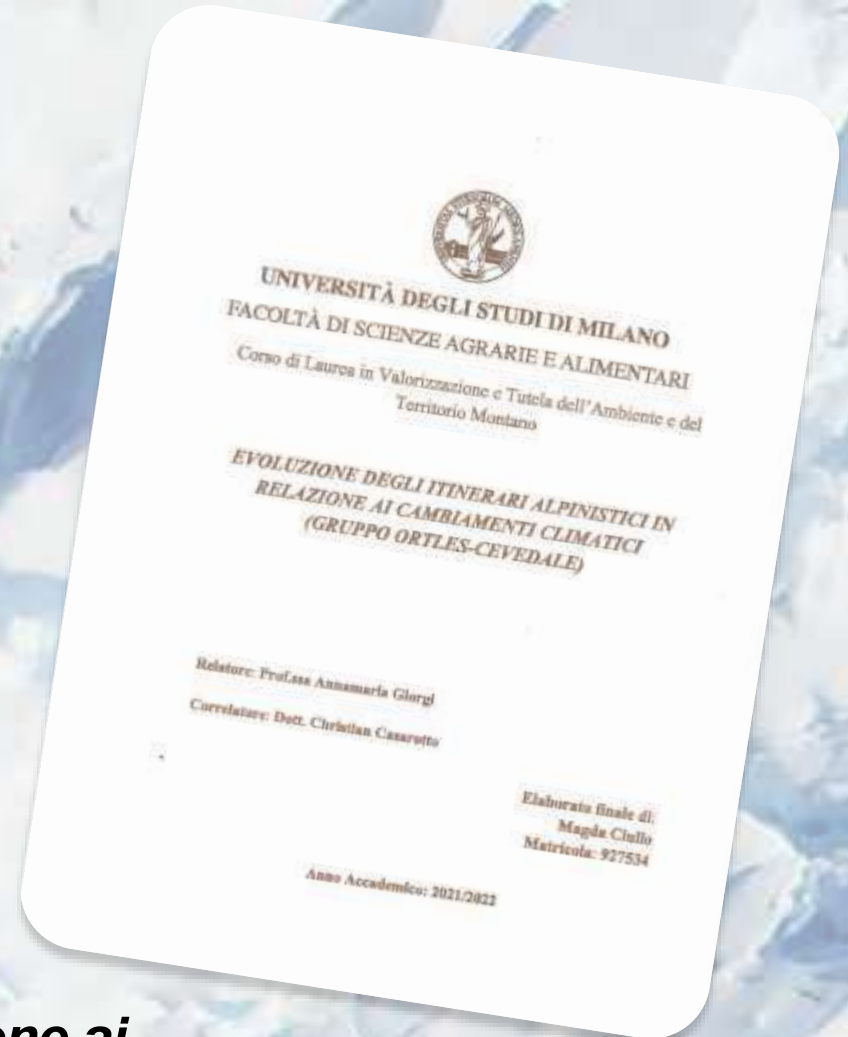 UNIVERSITÀ DEGLI STUDI DI MILANO
FACOLTÀ DI SCIENZE AGRARIE E ALIMENTARI
Corso di Laurea in Valorizzazione e Tutela dell'Ambiente e del
Territorio Montano
EVOLUZIONE DEGLI ITINERARI ALPINISTICI IN
RELAZIONE AI CAMBIAMENTI CLIMATICI
(GRUPPO ORTLES-CEVEDALE)
Relatore: Prof.ssa Annamaria Giorgi
Correlatore: Dott. Christian Casarotto
Elaborato finale di:
Magda Ciullo
Matricola: 927534
Anno Accademico: 2021/2022
ai